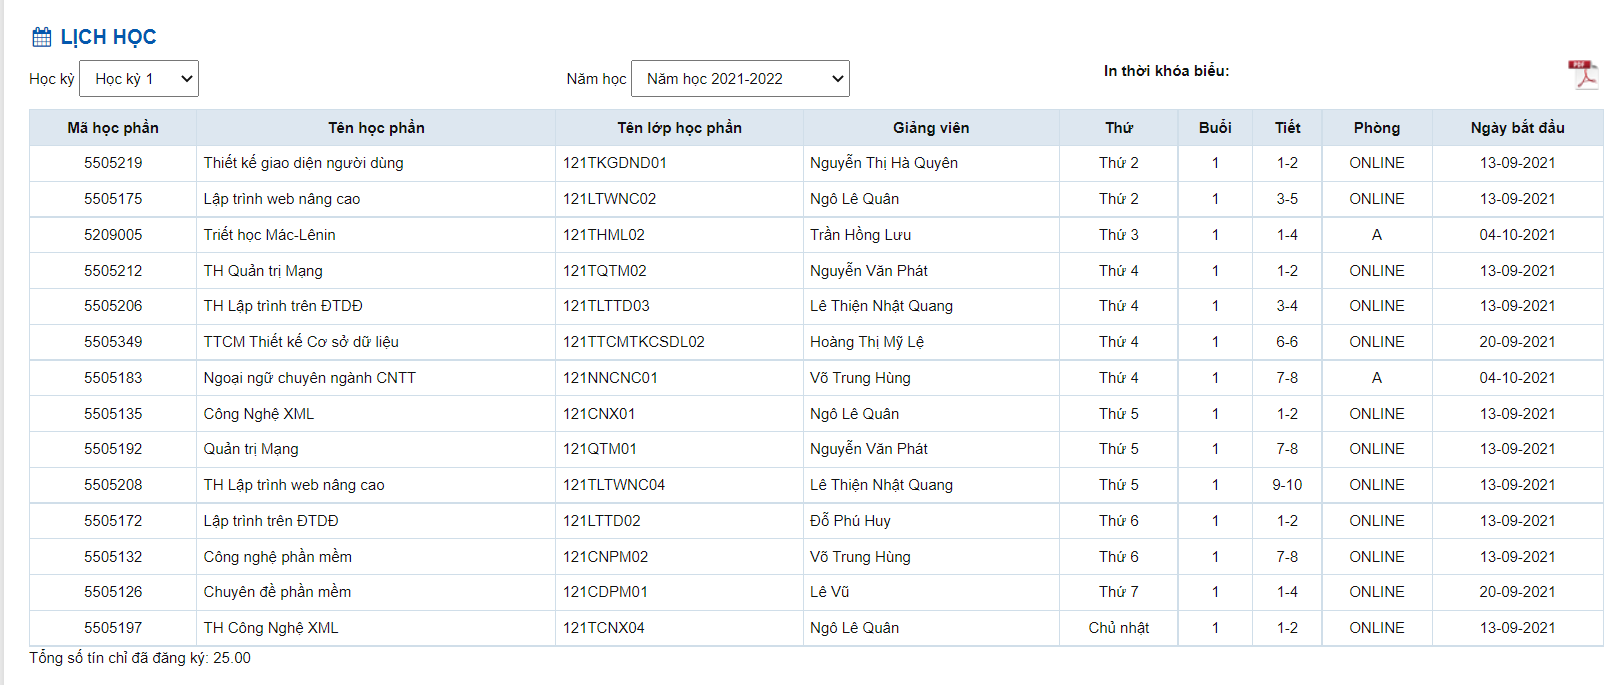 LỊCH HỌC
Học kỳ Học kỳ 1 Năm học Năm học 2021-2022 In thời khóa biểu:
PDF
Mã học phần Tên học phần Tên lớp học phần Giảng viên Thứ Buổi Tiết Phòng Ngày bắt đầu
5505219 Thiết kế giao diện người dùng 121TKGDND01 Nguyễn Thị Hà Quyên Thứ 2 1 1-2 ONLINE 13-09-2021
5505175 Lập trình web nâng cao 121LTWNC02 Ngô Lê Quân Thứ 2 1 3-5 ONLINE 13-09-2021
5209005 Triết học Mác-Lênin 121THML02 Trần Hồng Lưu Thứ 3 1 1-4 A 04-10-2021
5505212 TH Quản trị Mạng 121TQTM02 Nguyễn Văn Phát Thứ 4 1 1-2 ONLINE 13-09-2021
5505206 TH Lập trình trên ĐTDĐ 121TLTTD03 Lê Thiện Nhật Quang Thứ 4 1 3-4 ONLINE 13-09-2021
5505349 TTCM Thiết kế Cơ sở dữ liệu 121TTCMTKCSDL02 Hoàng Thị Mỹ Lệ Thứ 4 1 6-6 ONLINE 20-09-2021
5505183 Ngoại ngữ chuyên ngành CNTT 121NNCNC01 Võ Trung Hùng Thứ 4 1 7-8 A 04-10-2021
5505135 Công Nghệ XML 121CNX01 Ngô Lê Quân Thứ 5 1 1-2 ONLINE 13-09-2021
5505192 Quản trị Mạng 121QTM01 Nguyễn Văn Phát Thứ 5 1 7-8 ONLINE 13-09-2021
5505208 TH Lập trình web nâng cao 121TLTWNC04 Lê Thiện Nhật Quang Thứ 5 1 9-10 ONLINE 13-09-2021
5505172 Lập trình trên ĐTDĐ 121LTTD02 Đỗ Phú Huy Thứ 6 1 1-2 ONLINE 13-09-2021
5505132 Công nghệ phần mềm 121CNPM02 Võ Trung Hùng Thứ 6 1 7-8 ONLINE 13-09-2021
5505126 Chuyên đề phần mềm 121CDPM01 Lê Vũ Thứ 7 1 1-4 ONLINE 20-09-2021
5505197 TH Công Nghệ XML 121TCNX04 Ngô Lê Quân Chủ nhật 1 1-2 ONLINE 13-09-2021
Tổng số tín chỉ đã đăng ký: 25.00